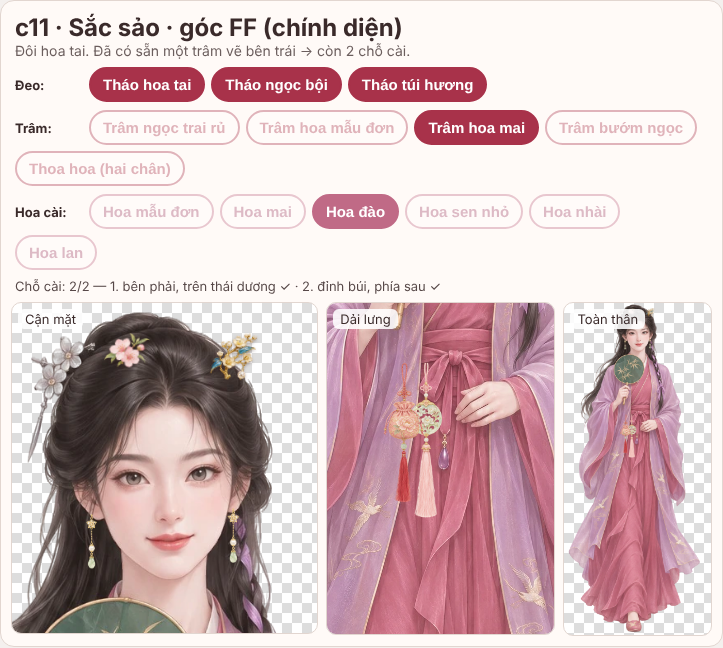 c11 · Sắc sảo · góc FF (chính diện)
Đôi hoa tai. Đã có sẵn một trâm vẽ bên trái → còn 2 chỗ cài.
Đeo: Tháo hoa tai Tháo ngọc bội Tháo túi hương
Trâm: Trâm ngọc trai rủ Trâm hoa mẫu đơn Trâm hoa mai Trâm bướm ngọc
Thoa hoa (hai chân)
Hoa cài: Hoa mẫu đơn Hoa mai Hoa đào Hoa sen nhỏ Hoa nhài
Hoa lan
Chỗ cài: 2/2 — 1. bên phải, trên thái dương ✓ · 2. đỉnh búi, phía sau ✓
Cận mặt Dải lưng Toàn thân